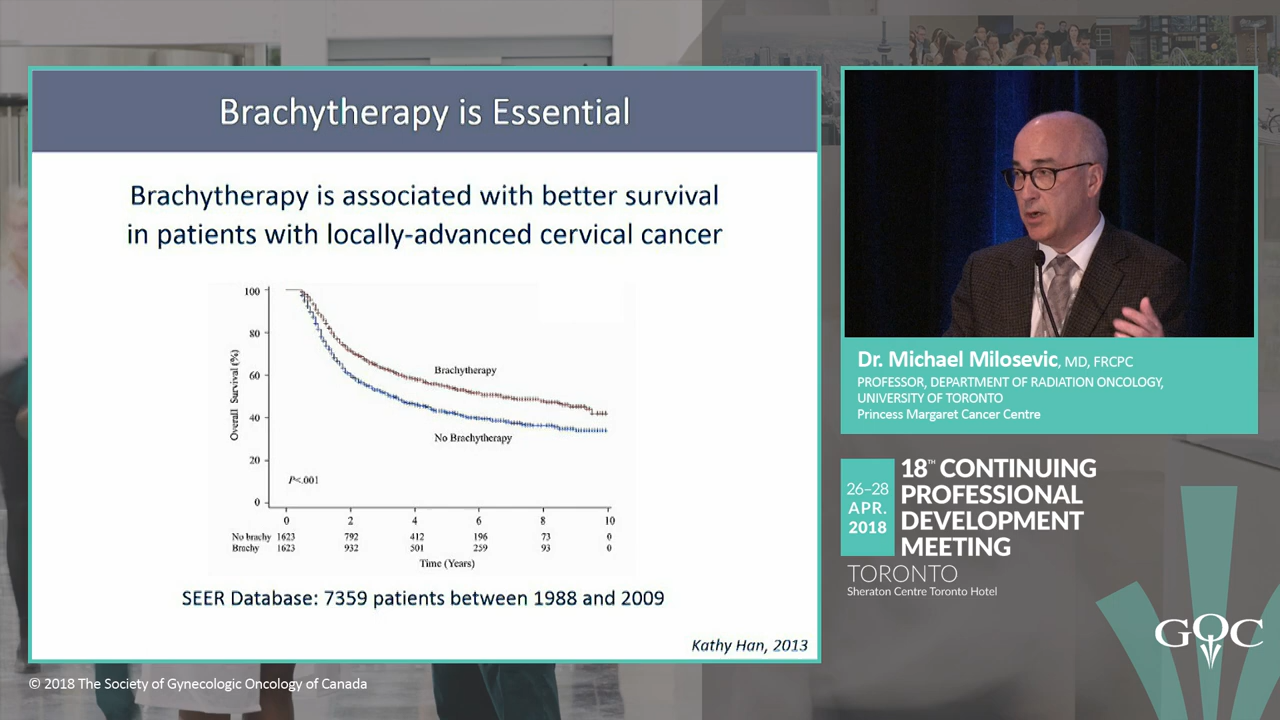 Brachytherapy is Essential
Brachytherapy is associated with better survival
in patients with locally-advanced cervical cancer
100
80
60
40
20
0
Overall Survival (%)
Brachytherapy
No Brachytherapy
P<.001
0 2 4 6 8 10
No brachy 1623 792 412 196 73 0
Brachy 1623 932 501 259 93 0
Time (Years)
SEER Database: 7359 patients between 1988 and 2009
Kathy Han, 2013
© 2018 The Society of Gynecologic Oncology of Canada
Dr. Michael Milosevic, MD, FRCPC
PROFESSOR, DEPARTMENT OF RADIATION ONCOLOGY,
UNIVERSITY OF TORONTO
Princess Margaret Cancer Centre
26–28
APR.
2018
18TH CONTINUING
PROFESSIONAL
DEVELOPMENT
MEETING
TORONTO
Sheraton Centre Toronto Hotel
GOC